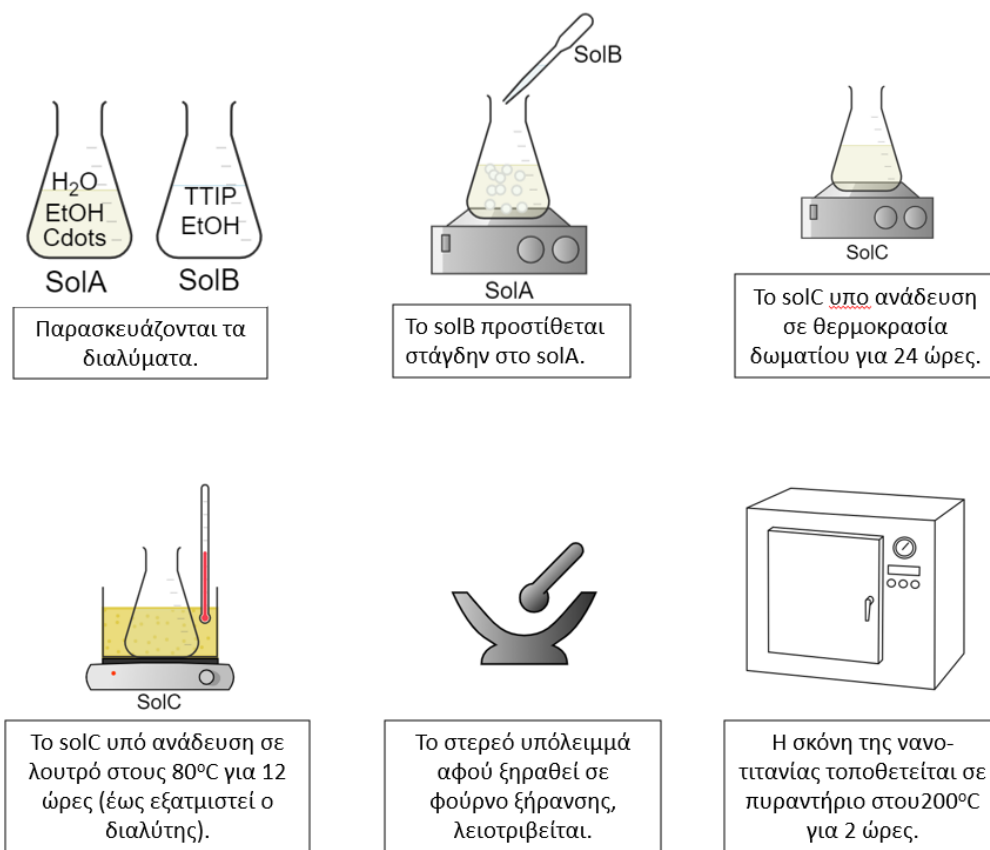 SolB
H₂O
EtOH
Cdots
TTIP
EtOH
SolA
SolB
SolA
SolC
Παρασκευάζονται τα
διαλύματα.
Το solB προστίθεται
στάγδην στο solA.
Το solC υπο ανάδευση
σε θερμοκρασία
δωματίου για 24 ώρες.
SolC
Το solC υπό ανάδευση σε
λουτρό στους 80°C για 12
ώρες (έως εξατμιστεί ο
διαλύτης).
Το στερεό υπόλειμμά
αφού ξηραθεί σε
φούρνο ξήρανσης,
λειοτριβείται.
Η σκόνη της νανο-
τιτανίας τοποθετείται σε
πυραντήριο στου200°C
για 2 ώρες.